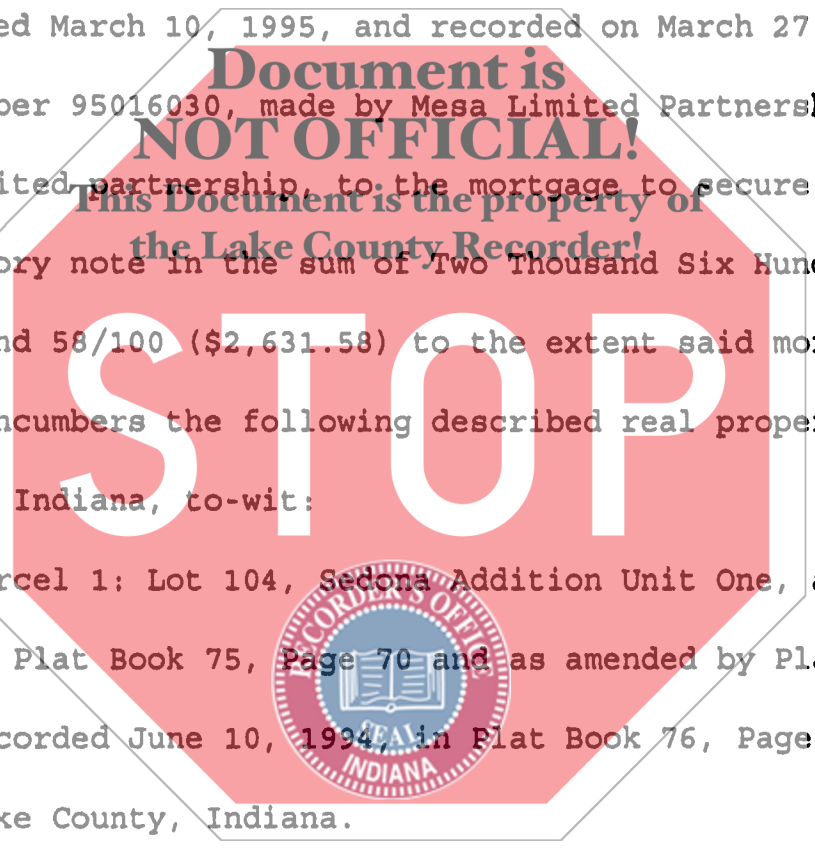 ed March 10, 1995, and recorded on March 27
Document is
ber 95016030, made by Mesa Limited Partners
NOT OFFICIAL!
ited partnership, to the mortgage to secure
This Document is the property of
the Lake County Recorder!
ory note in the sum of Two Thousand Six Hun
nd 58/100 ($2,631.58) to the extent said mo
STOP
ncumbers the following described real prope
Indiana, to-wit:
rcel 1: Lot 104, Sedona Addition Unit One, a
RECORDER'S OFFICE
Plat Book 75, Page 70 and as amended by Pl
SEAL
corded June 10, 1994, in Plat Book 76, Page
INDIANA
ke County, Indiana.